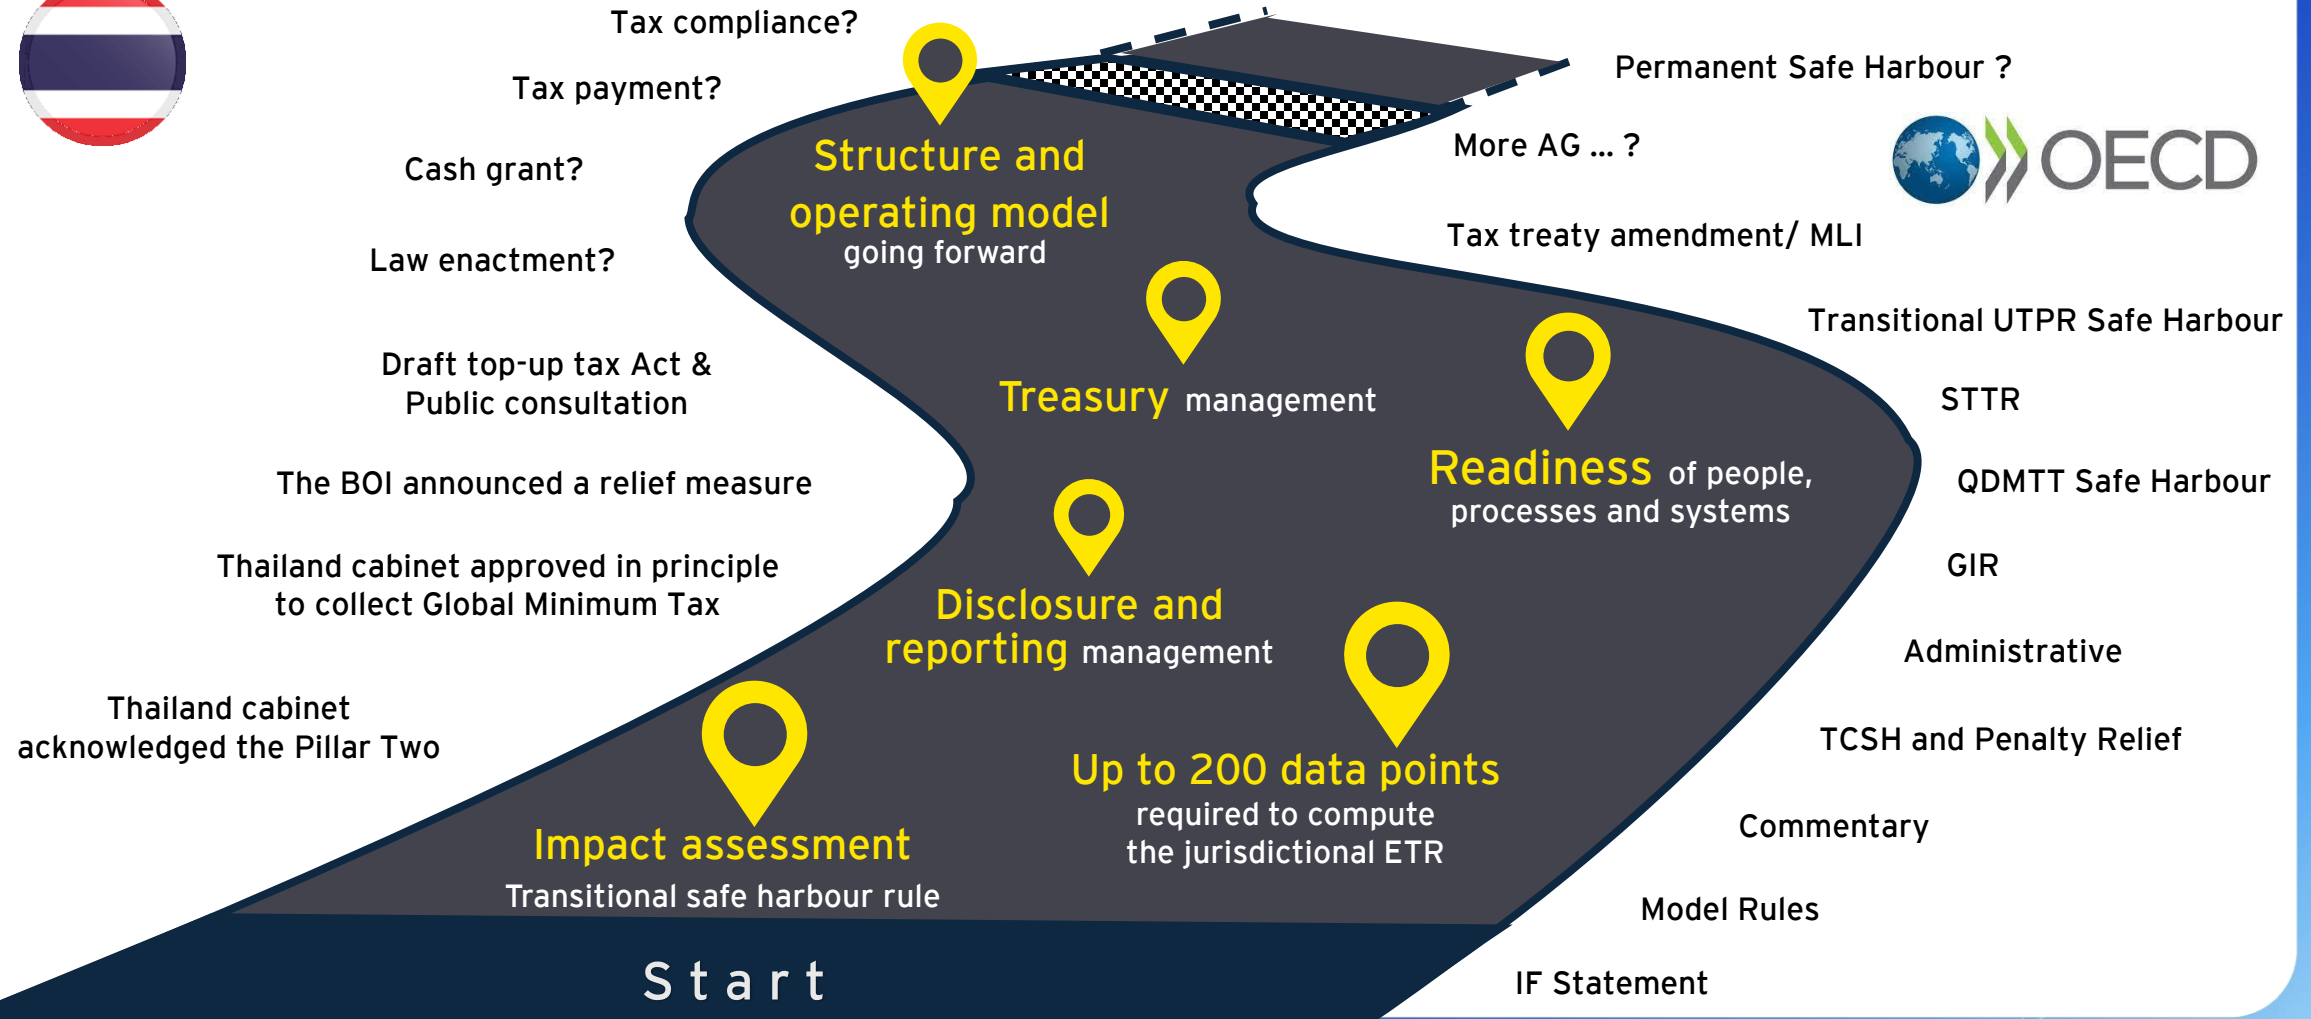 Tax compliance?
Tax payment?
Cash grant?
Law enactment?
Draft top-up tax Act &
Public consultation
The BOI announced a relief measure
Thailand cabinet approved in principle
to collect Global Minimum Tax
Thailand cabinet
acknowledged the Pillar Two
Structure and
operating model
going forward
Treasury management
Readiness of people,
processes and systems
Disclosure and
reporting management
Up to 200 data points
required to compute
the jurisdictional ETR
Impact assessment
Transitional safe harbour rule
Start
Permanent Safe Harbour ?
More AG ... ?
OECD
Tax treaty amendment/ MLI
Transitional UTPR Safe Harbour
STTR
QDMTT Safe Harbour
GIR
Administrative
TCSH and Penalty Relief
Commentary
Model Rules
IF Statement